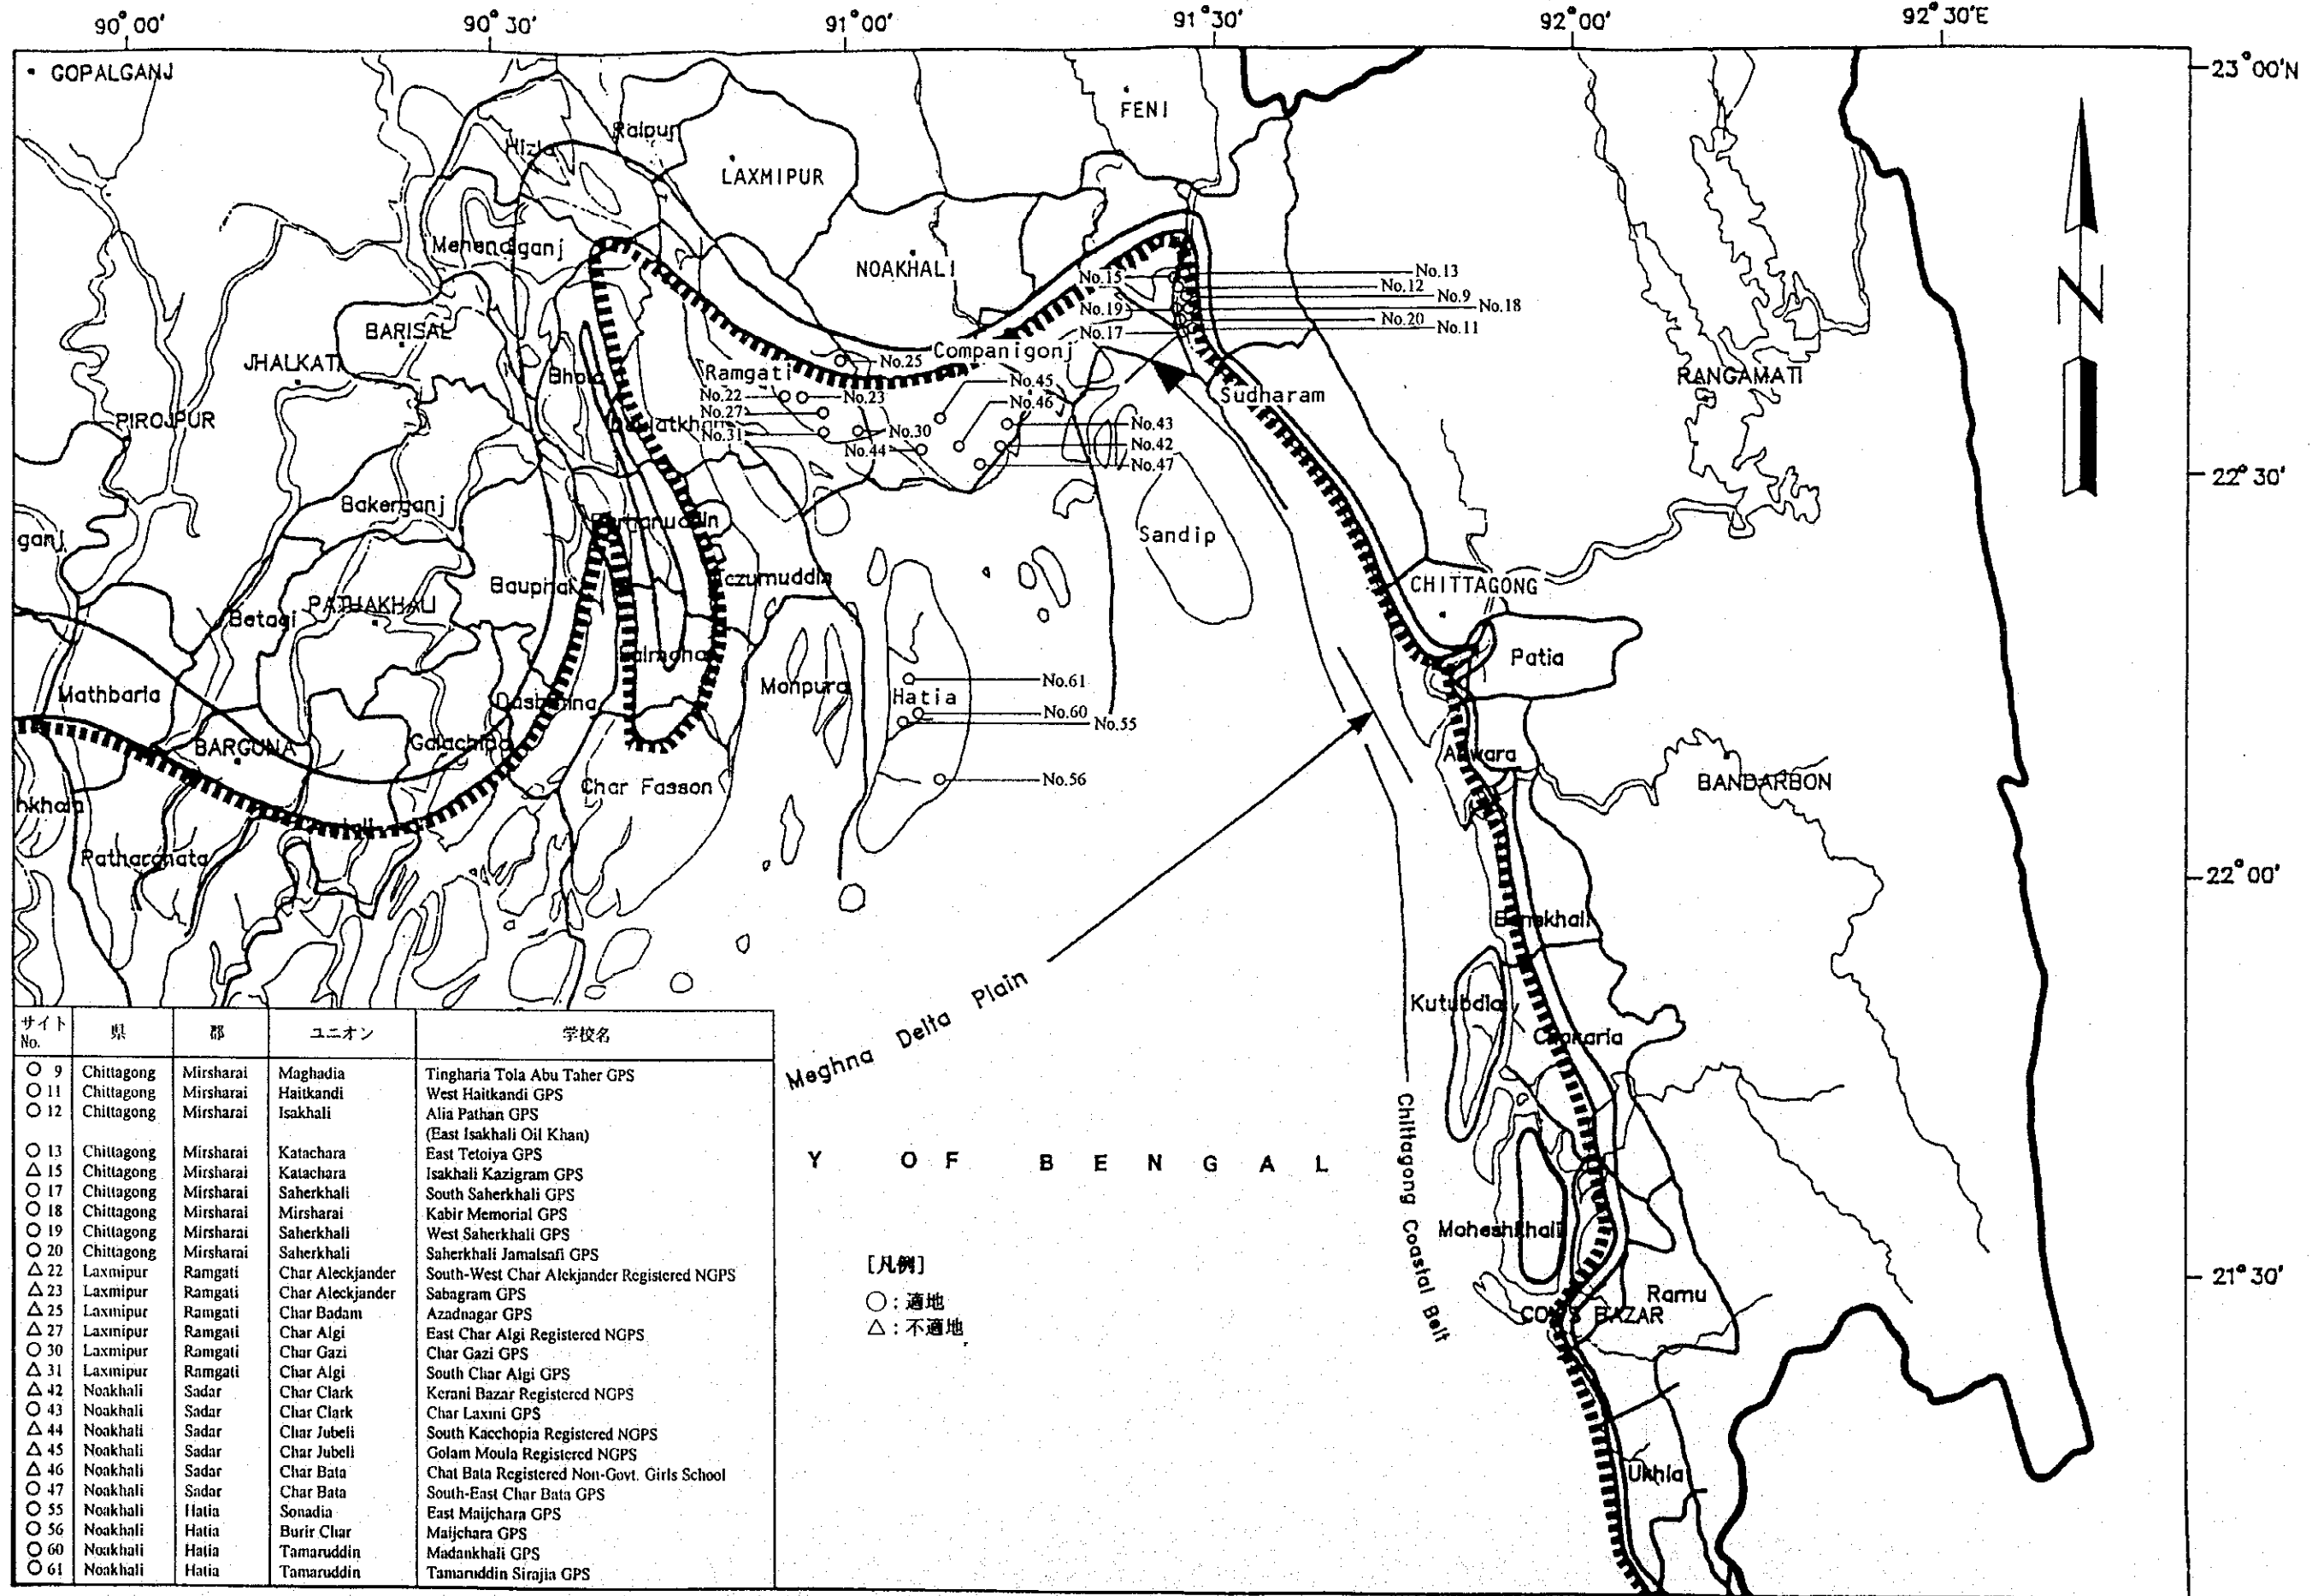 90°00' 90°30' 91°00' 91°30' 92°00' 92°30'E
23°00'N
22°30'
22°00'
21°30'
N
GOPALGANJ
FENI
Raipur
Hizla
LAXMIPUR
Mehendiganj
NOAKHALI
BARISAL
JHALKATI
PIROJPUR
Bhola
Ramgati
Companigonj
Sudharam
RANGAMATI
Bakerganj
Sandip
ganj
CHITTAGONG
PATHAKHALI
Betagi
Patia
Mathbaria
Monpura
Hatia
BARGUNA
Galachipa
Char Fasson
BANDARBON
Patharghata
Kutubdia
Ramu
Ukhia
No.15
No.13
No.12
No.9
No.19
No.18
No.20
No.17
No.11
No.25
No.45
No.22
No.23
No.46
No.27
No.31
No.30
No.43
No.44
No.42
No.47
No.61
No.60
No.55
No.56
Meghna Delta Plain
Chittagong Coastal Belt
Y OF BENGAL
[凡例]
○：適地
△：不適地
サイト No. 県 郡 ユニオン 学校名
○ 9 Chittagong Mirsharai Maghadia Tingharia Tola Abu Taher GPS
○ 11 Chittagong Mirsharai Haitkandi West Haitkandi GPS
○ 12 Chittagong Mirsharai Isakhali Alia Pathan GPS
(East Isakhali Oil Khan)
○ 13 Chittagong Mirsharai Katachara East Tetoiya GPS
△ 15 Chittagong Mirsharai Katachara Isakhali Kazigram GPS
○ 17 Chittagong Mirsharai Saherkhali South Saherkhali GPS
○ 18 Chittagong Mirsharai Mirsharai Kabir Memorial GPS
○ 19 Chittagong Mirsharai Saherkhali West Saherkhali GPS
○ 20 Chittagong Mirsharai Saherkhali Saherkhali Jamalsafi GPS
△ 22 Laxmipur Ramgati Char Aleckjander South-West Char Alekjander Registered NGPS
△ 23 Laxmipur Ramgati Char Aleckjander Sabagram GPS
△ 25 Laxmipur Ramgati Char Badam Azadnagar GPS
△ 27 Laxmipur Ramgati Char Algi East Char Algi Registered NGPS
○ 30 Laxmipur Ramgati Char Gazi Char Gazi GPS
△ 31 Laxmipur Ramgati Char Algi South Char Algi GPS
△ 42 Noakhali Sadar Char Clark Kerani Bazar Registered NGPS
○ 43 Noakhali Sadar Char Clark Char Laxini GPS
△ 44 Noakhali Sadar Char Jubeli South Kacchopia Registered NGPS
△ 45 Noakhali Sadar Char Jubeli Golam Moula Registered NGPS
△ 46 Noakhali Sadar Char Bata Chat Bata Registered Non-Govt. Girls School
○ 47 Noakhali Sadar Char Bata South-East Char Bata GPS
○ 55 Noakhali Hatia Sonadia East Maijchara GPS
○ 56 Noakhali Hatia Burir Char Maijchara GPS
○ 60 Noakhali Hatia Tamaruddin Madankhali GPS
○ 61 Noakhali Hatia Tamaruddin Tamaruddin Sirajia GPS